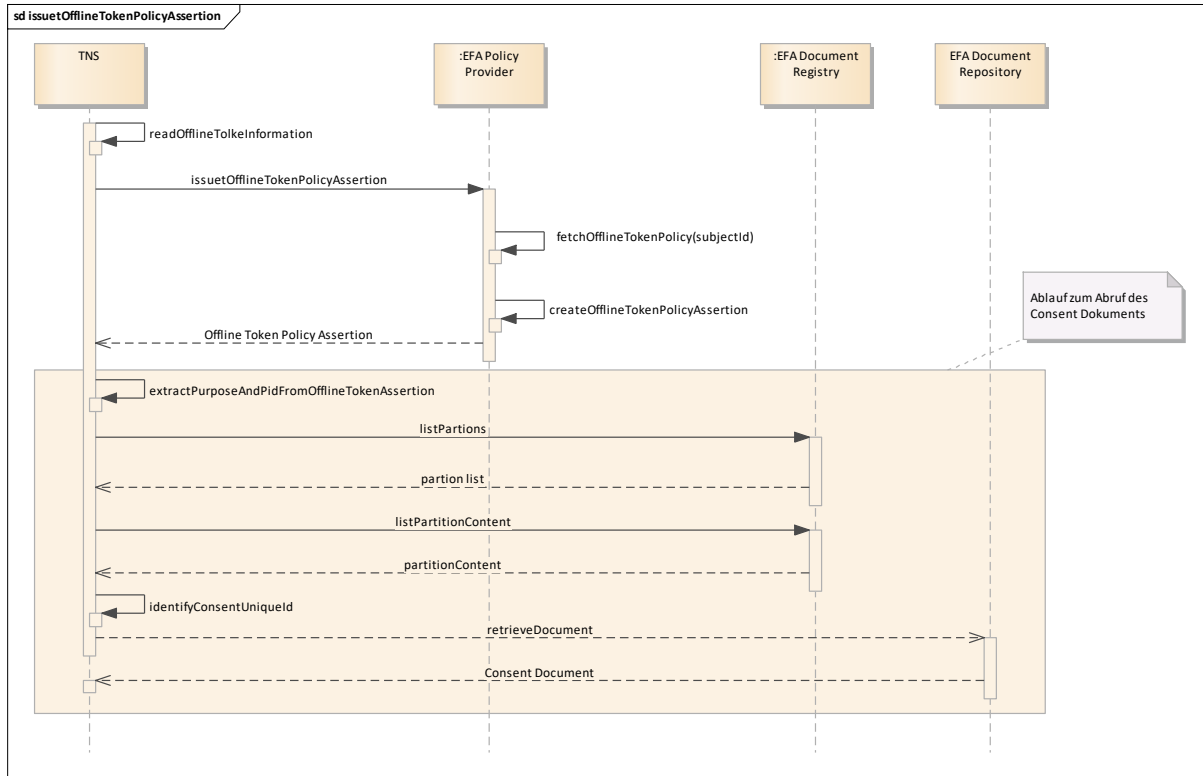 sd issuetOfflineTokenPolicyAssertion
TNS
:EFA Policy
Provider
:EFA Document
Registry
EFA Document
Repository
readOfflineTolkeInformation
issuetOfflineTokenPolicyAssertion
fetchOfflineTokenPolicy(subjectId)
createOfflineTokenPolicyAssertion
Offline Token Policy Assertion
Ablauf zum Abruf des
Consent Dokuments
extractPurposeAndPidFromOfflineTokenAssertion
listPartions
partion list
listPartitionContent
partitionContent
identifyConsentUniqueId
retrieveDocument
Consent Document